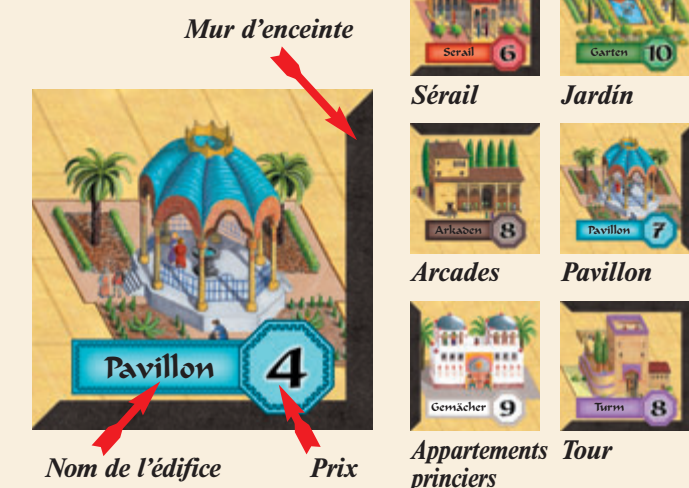 Mur d'enceinte
Pavillon 4
Nom de l'édifice
Prix
Serail 6
Sérail
Garten 10
Jardín
Arkaden 8
Arcades
Pavillon 7
Pavillon
Gemächer 9
Appartements
princiers
Turm 8
Tour